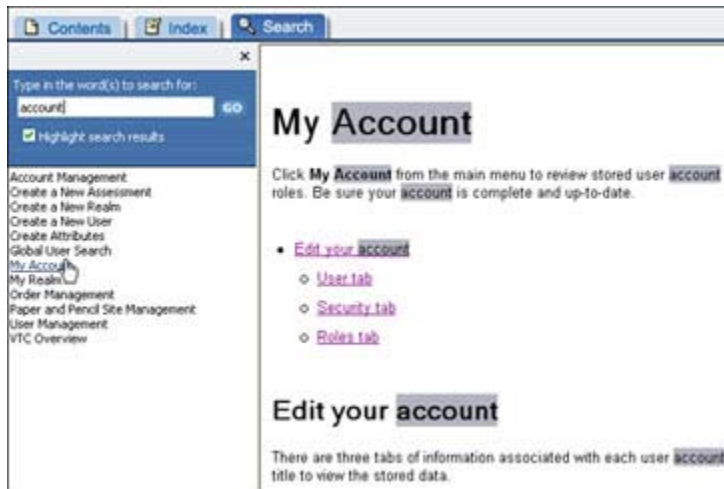 Contents
Index
Search
×
Type in the word(s) to search for:
account
GO
Highlight search results
Account Management
Create a New Assessment
Create a New Realm
Create a New User
Create Attributes
Global User Search
My Account
My Realm
Order Management
Paper and Pencil Site Management
User Management
VTC Overview
My Account
Click My Account from the main menu to review stored user account
roles. Be sure your account is complete and up-to-date.
Edit your account
User tab
Security tab
Roles tab
Edit your account
There are three tabs of information associated with each user account
title to view the stored data.